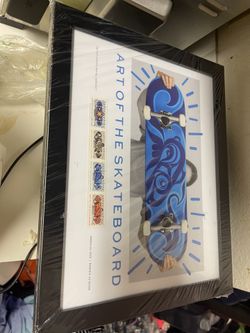 ART OF THE SKATEBOARD